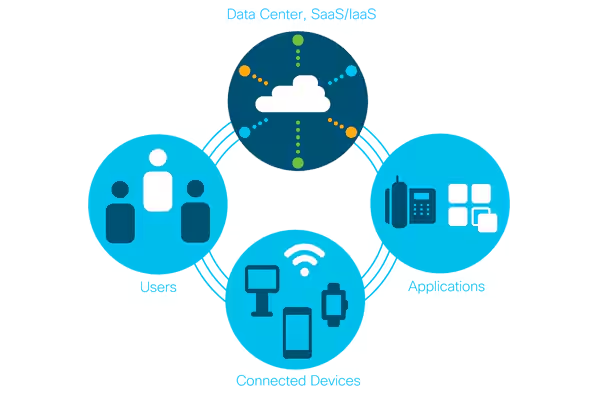 Data Center, SaaS/IaaS
Users
Applications
Connected Devices